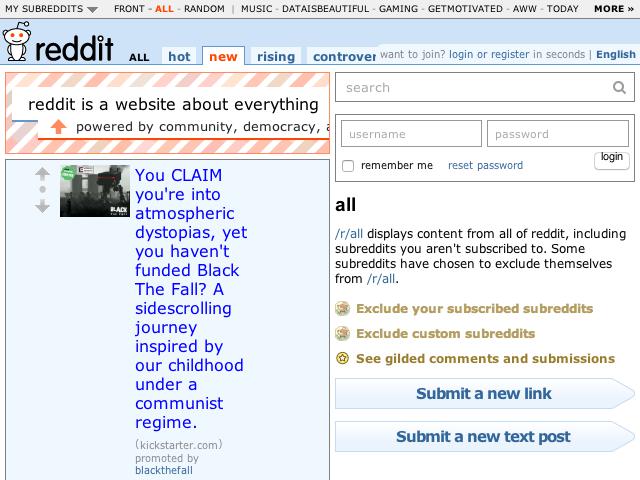 MY SUBREDDITS FRONT - ALL - RANDOM | MUSIC - DATAISBEAUTIFUL - GAMING - GETMOTIVATED - AWW - TODAY MORE »
reddit ALL hot new rising controver want to join? login or register in seconds | English
reddit is a website about everything
powered by community, democracy, a
You CLAIM
you're into
atmospheric
dystopias, yet
you haven't
funded Black
The Fall? A
sidescrolling
journey
inspired by
our childhood
under a
communist
regime.
(kickstarter.com)
promoted by
blackthefall
search
username password
remember me reset password login
all
/r/all displays content from all of reddit, including
subreddits you aren't subscribed to. Some
subreddits have chosen to exclude themselves
from /r/all.
Exclude your subscribed subreddits
Exclude custom subreddits
See gilded comments and submissions
Submit a new link
Submit a new text post